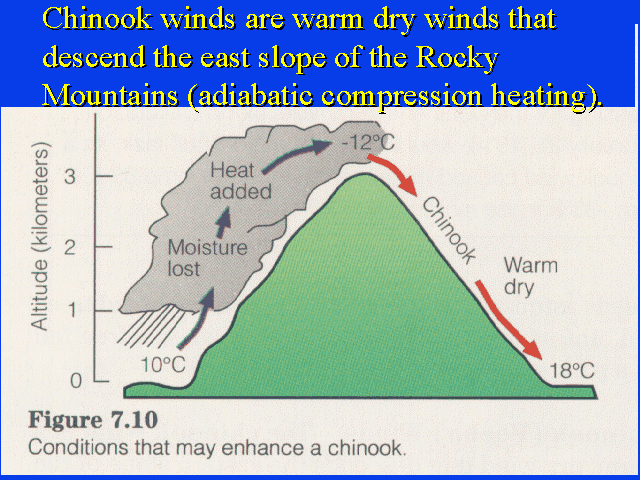 Chinook winds are warm dry winds that
descend the east slope of the Rocky
Mountains (adiabatic compression heating).
Altitude (kilometers)
3
2
1
0
-12°C
Heat
added
Moisture
lost
10°C
Chinook
Warm
dry
18°C
Figure 7.10
Conditions that may enhance a chinook.